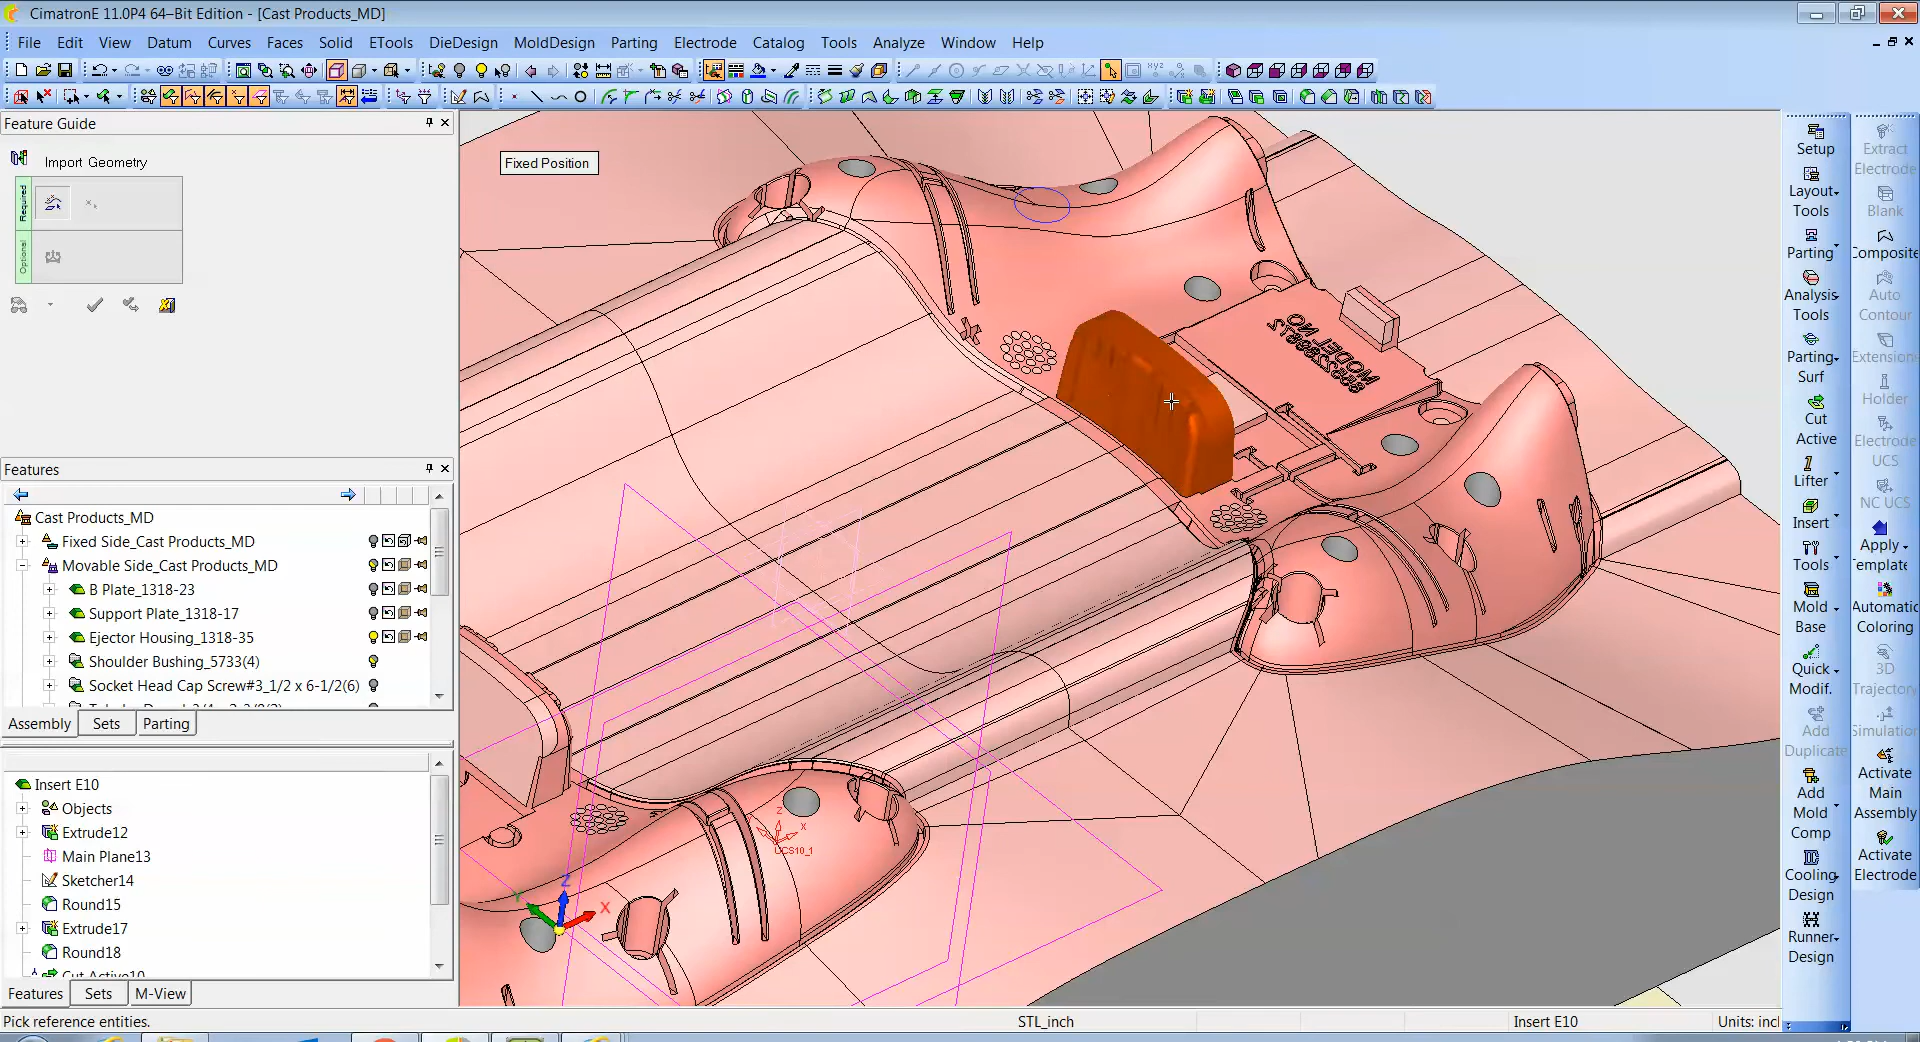 CimatronE 11.0P4 64-Bit Edition - [Cast Products_MD]
File Edit View Datum Curves Faces Solid ETools DieDesign MoldDesign Parting Electrode Catalog Tools Analyze Window Help
Feature Guide
Import Geometry
Required
Optional
Features
Cast Products_MD
Fixed Side_Cast Products_MD
Movable Side_Cast Products_MD
B Plate_1318-23
Support Plate_1318-17
Ejector Housing_1318-35
Shoulder Bushing_5733(4)
Socket Head Cap Screw#3_1/2 x 6-1/2(6)
Assembly Sets Parting
Insert E10
Objects
Extrude12
Main Plane13
Sketcher14
Round15
Extrude17
Round18
Cut Active10
Features Sets M-View
Fixed Position
MODEL NO
UCS10_1
Z
X
Z
X
Y
Setup
Layout
Tools
Parting
Analysis
Tools
Parting
Surf
Cut
Active
Lifter
Insert
Tools
Mold
Base
Quick
Modif.
Add
Duplicate
Add
Mold
Comp
Cooling
Design
Runner
Design
Extract
Electrode
Blank
Composite
Auto
Contour
Extension
Holder
Electrode
UCS
NC UCS
Apply
Template
Automatic
Coloring
3D
Trajectory
Simulation
Activate
Main
Assembly
Activate
Electrode
Pick reference entities.
STL_inch
Insert E10
Units: incl